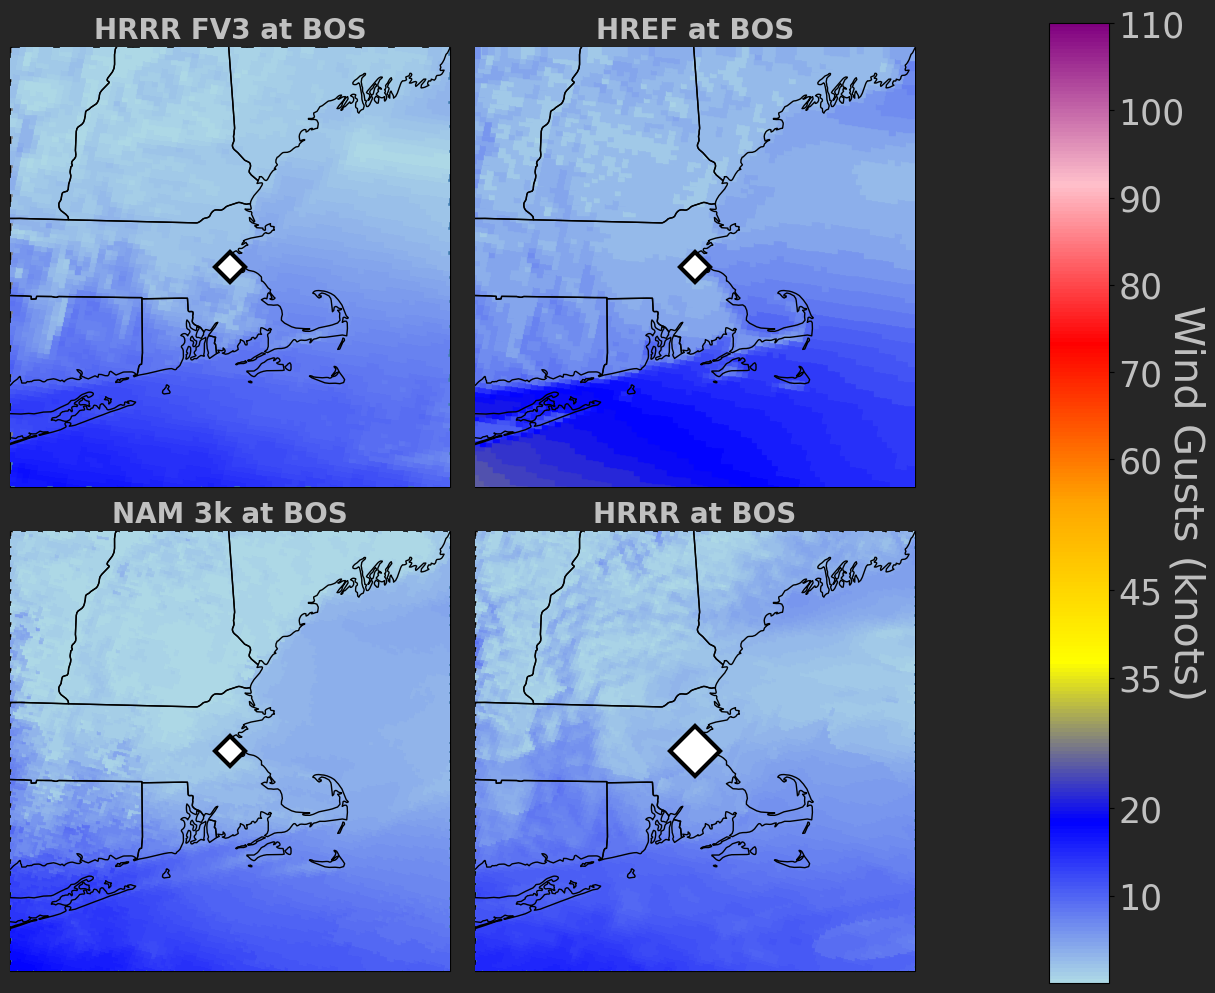 HRRR FV3 at BOS
HREF at BOS
NAM 3k at BOS
HRRR at BOS
110
100
90
80
70
60
45
35
20
10
Wind Gusts (knots)